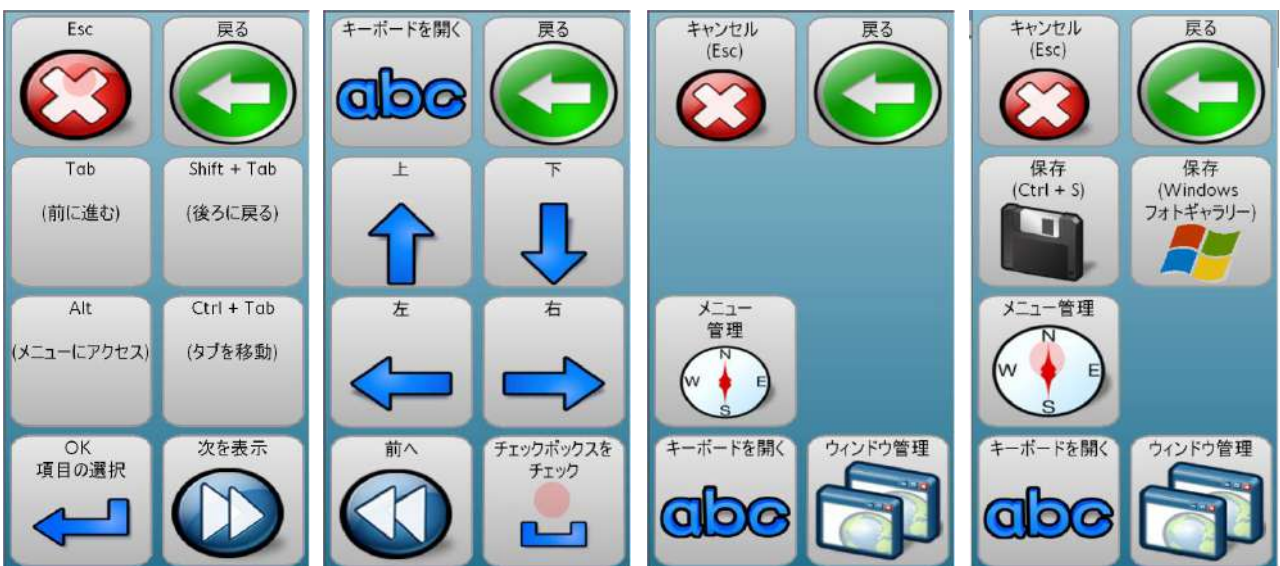 Esc
戻る
Tab
(前に進む)
Shift + Tab
(後ろに戻る)
Alt
(メニューにアクセス)
Ctrl + Tab
(タブを移動)
OK
項目の選択
次を表示
キーボードを開く
abc
戻る
上
下
左
右
前へ
チェックボックスを
チェック
キャンセル
(Esc)
戻る
メニュー
管理
N
W
E
S
キーボードを開く
abc
ウィンドウ管理
キャンセル
(Esc)
戻る
保存
(Ctrl + S)
保存
(Windows
フォトギャラリー)
メニュー管理
N
W
E
S
キーボードを開く
abc
ウィンドウ管理